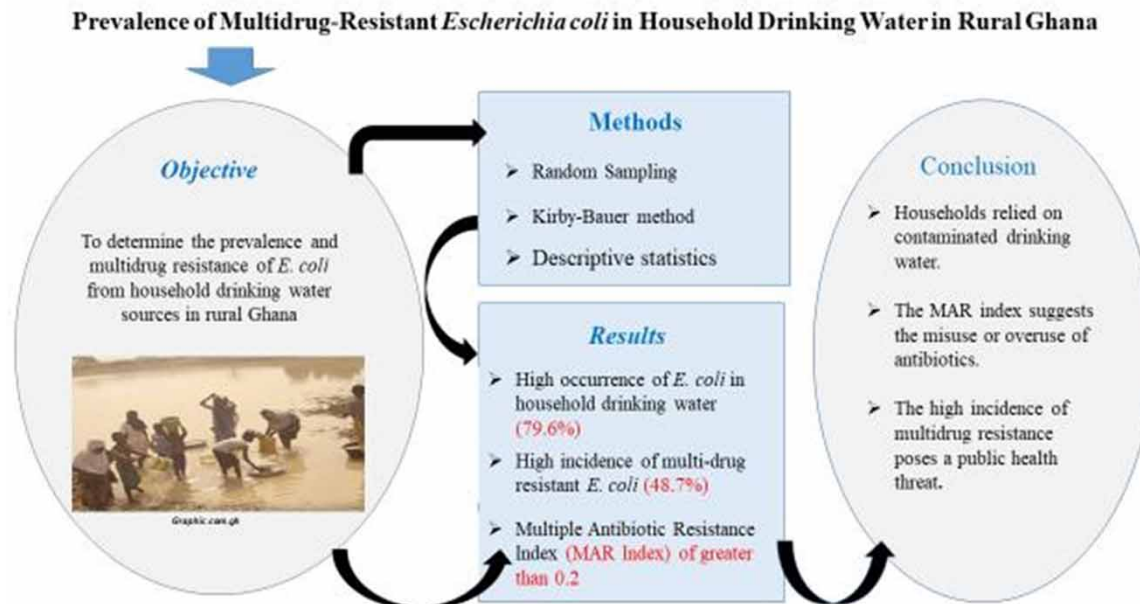 Prevalence of Multidrug-Resistant Escherichia coli in Household Drinking Water in Rural Ghana
Objective
To determine the prevalence and
multidrug resistance of E. coli
from household drinking water
sources in rural Ghana
Graphic.com.gh
Methods
➤ Random Sampling
➤ Kirby-Bauer method
➤ Descriptive statistics
Results
➤ High occurrence of E. coli in
household drinking water
(79.6%)
➤ High incidence of multi-drug
resistant E. coli (48.7%)
➤ Multiple Antibiotic Resistance
Index (MAR Index) of greater
than 0.2
Conclusion
➤ Households relied on
contaminated drinking
water.
➤ The MAR index suggests
the misuse or overuse of
antibiotics.
➤ The high incidence of
multidrug resistance
poses a public health
threat.